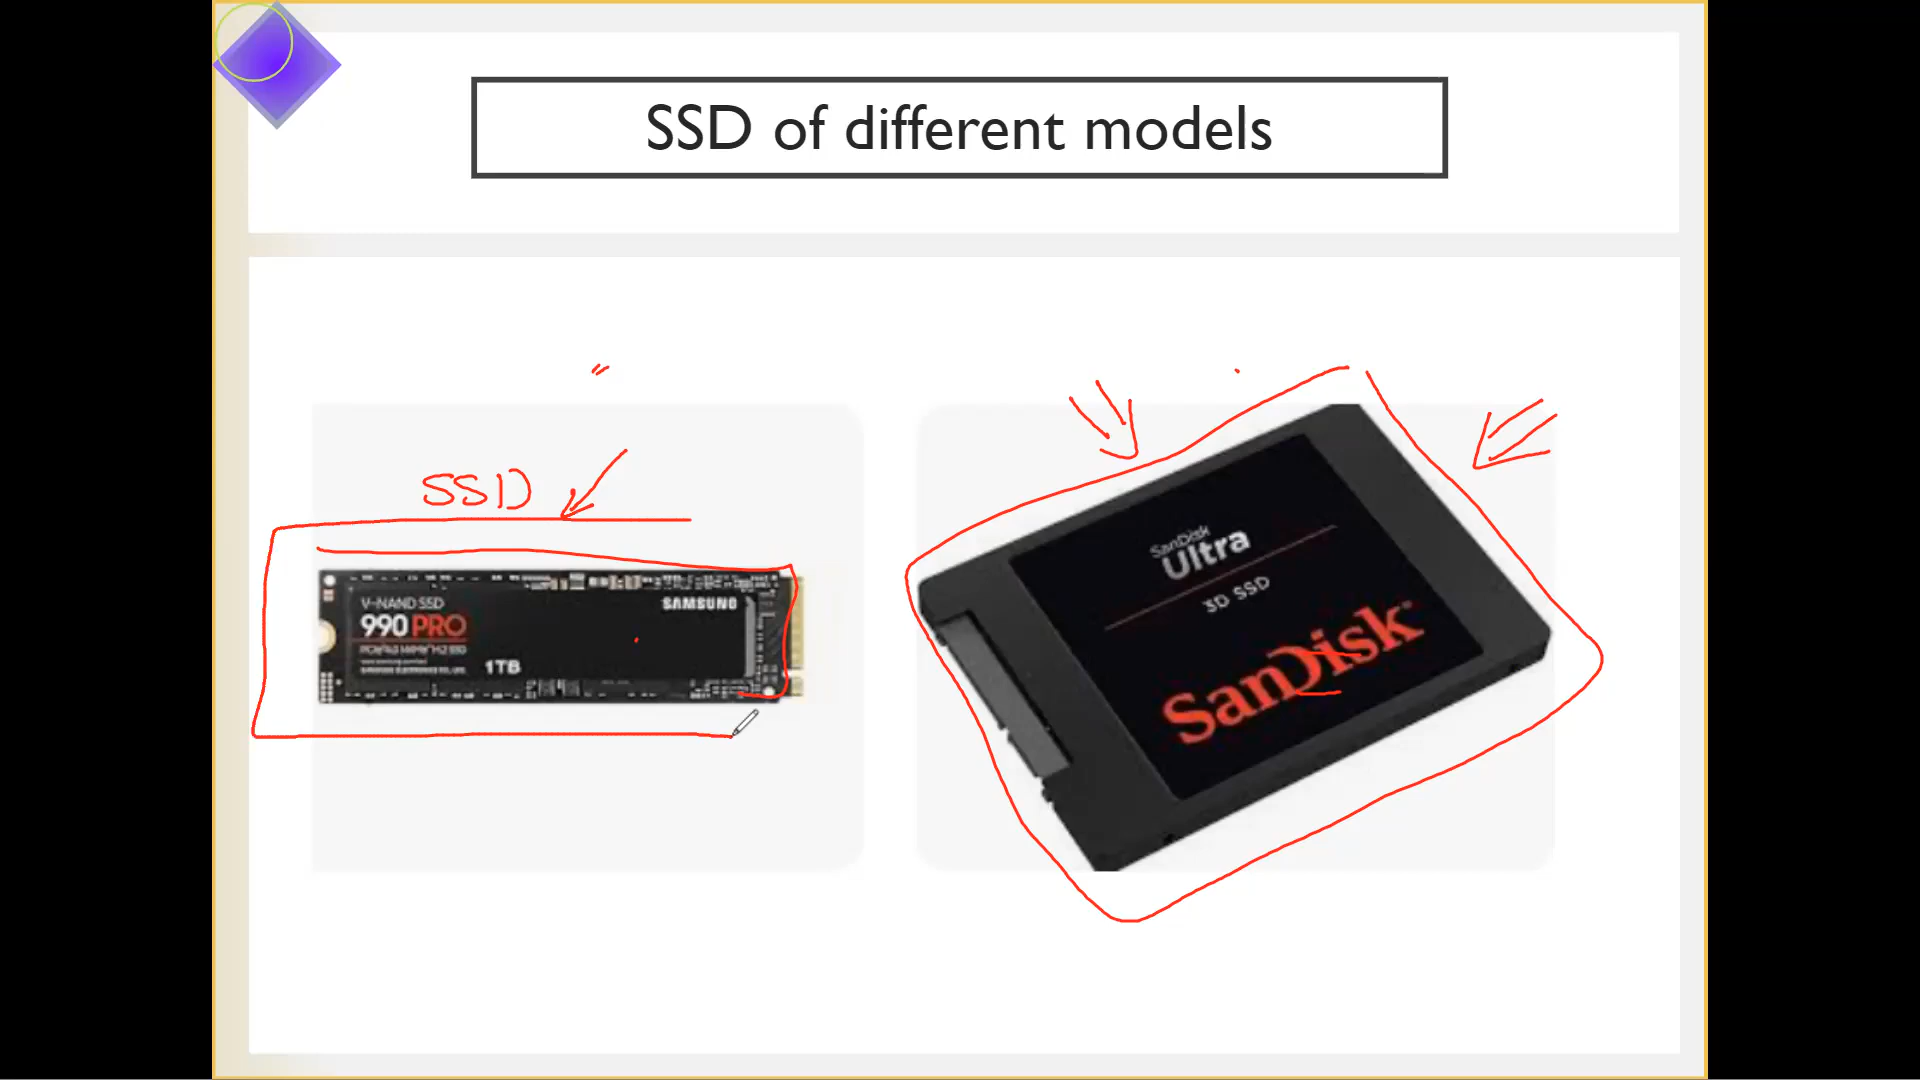 SSD of different models
SSD
V-NAND SSD
990 PRO
SAMSUNG
1TB
SanDisk
Ultra
3D SSD
SanDisk